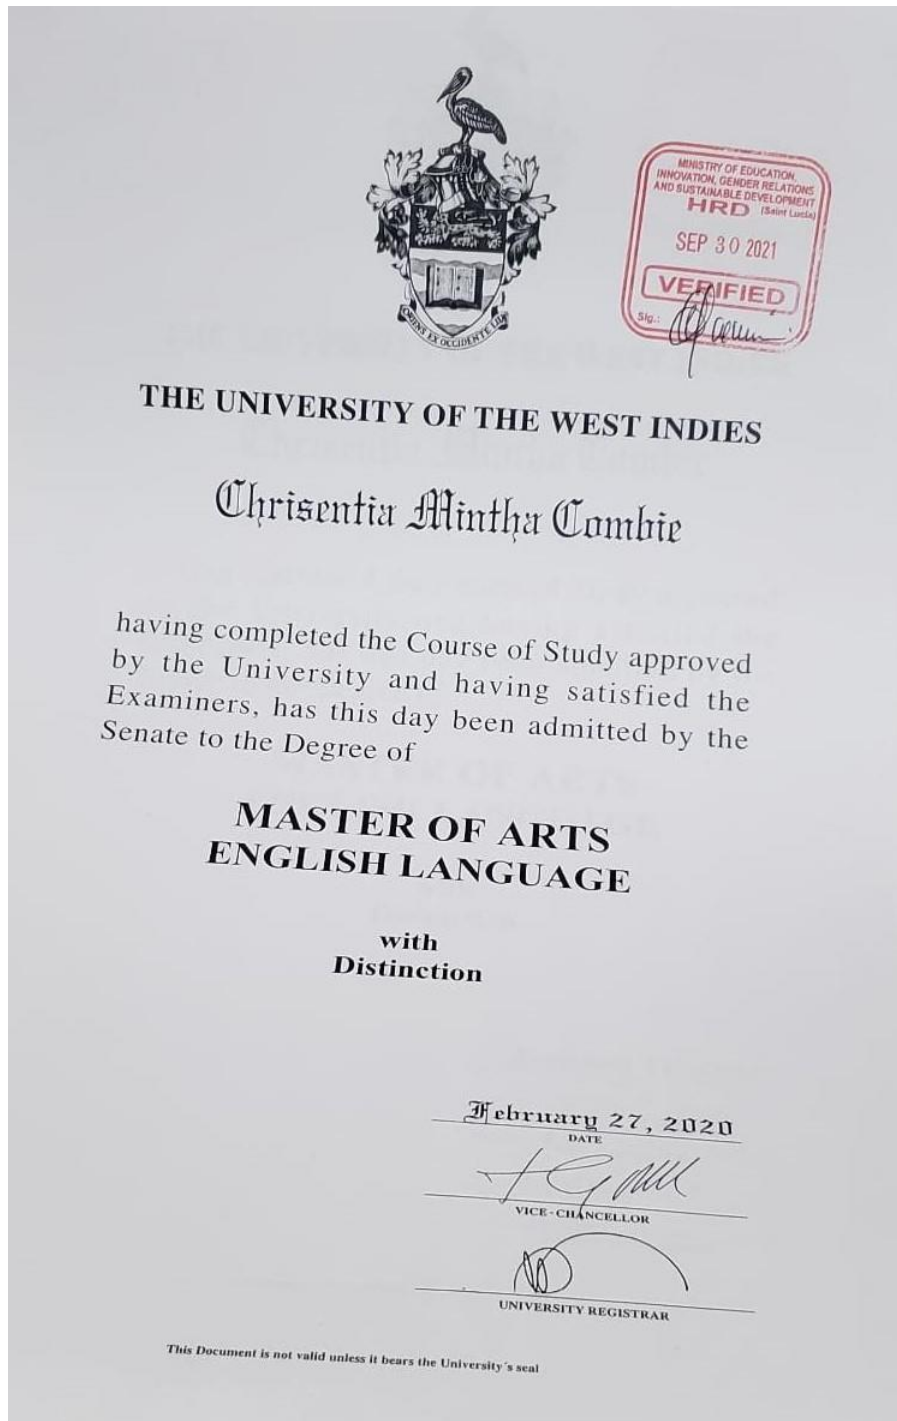 ORIENS EX OCCIDENTE LUX
MINISTRY OF EDUCATION,
INNOVATION, GENDER RELATIONS
AND SUSTAINABLE DEVELOPMENT
HRD (Saint Lucia)
SEP 30 2021
VERIFIED
Sig.:
THE UNIVERSITY OF THE WEST INDIES
Chrisentia Mintha Combie
having completed the Course of Study approved
by the University and having satisfied the
Examiners, has this day been admitted by the
Senate to the Degree of
MASTER OF ARTS
ENGLISH LANGUAGE
with
Distinction
February 27, 2020
DATE
VICE-CHANCELLOR
UNIVERSITY REGISTRAR
This Document is not valid unless it bears the University's seal